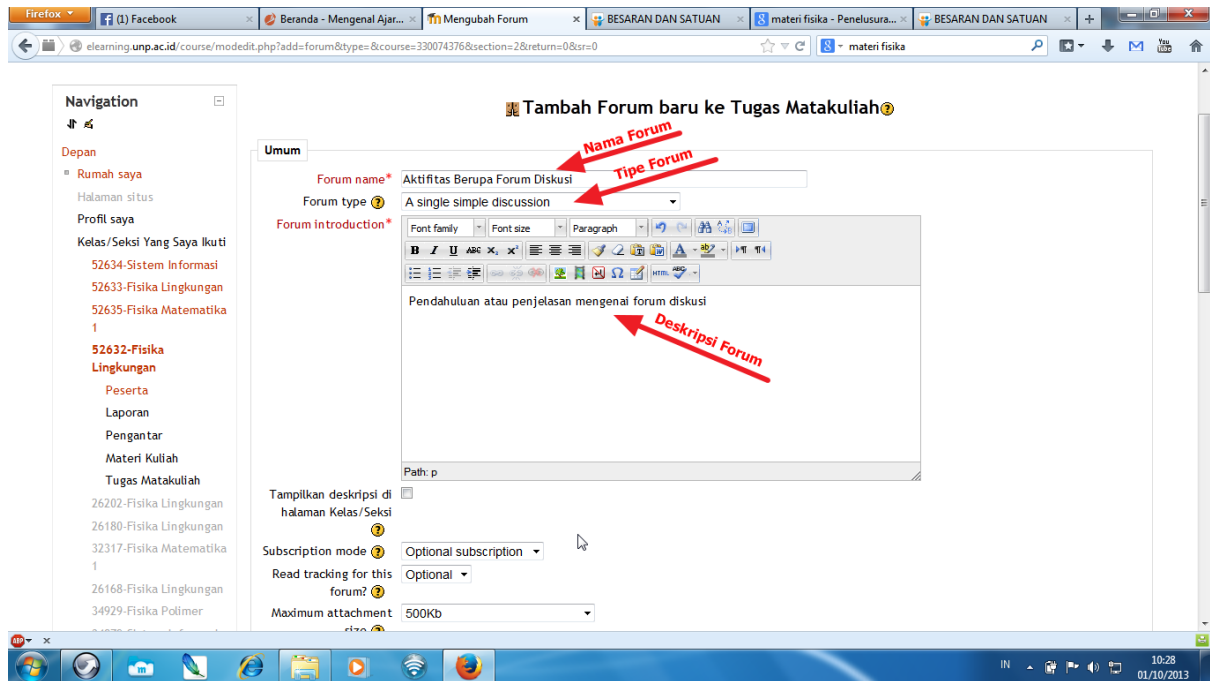 Firefox
(1) Facebook
Beranda - Mengenal Ajar...
Mengubah Forum
BESARAN DAN SATUAN
materi fisika - Penelusura...
BESARAN DAN SATUAN
elearning.unp.ac.id/course/modedit.php?add=forum&type=&course=330074376&section=2&return=0&sr=0
materi fisika
Navigation
Depan
Rumah saya
Halaman situs
Profil saya
Kelas/Seksi Yang Saya Ikuti
52634-Sistem Informasi
52633-Fisika Lingkungan
52635-Fisika Matematika
1
52632-Fisika
Lingkungan
Peserta
Laporan
Pengantar
Materi Kuliah
Tugas Matakuliah
26202-Fisika Lingkungan
26180-Fisika Lingkungan
32317-Fisika Matematika
1
26168-Fisika Lingkungan
34929-Fisika Polimer
Tambah Forum baru ke Tugas Matakuliah
Umum
Nama Forum
Forum name* Aktifitas Berupa Forum Diskusi
Tipe Forum
Forum type A single simple discussion
Forum introduction*
Font family Font size Paragraph
B I U ABC x, x² A ab
HTML ABC
Pendahuluan atau penjelasan mengenai forum diskusi
Deskripsi Forum
Path: p
Tampilkan deskripsi di
halaman Kelas/Seksi
Subscription mode Optional subscription
Read tracking for this Optional
forum?
Maximum attachment 500Kb
size
ABP x
IN
10:28
01/10/2013